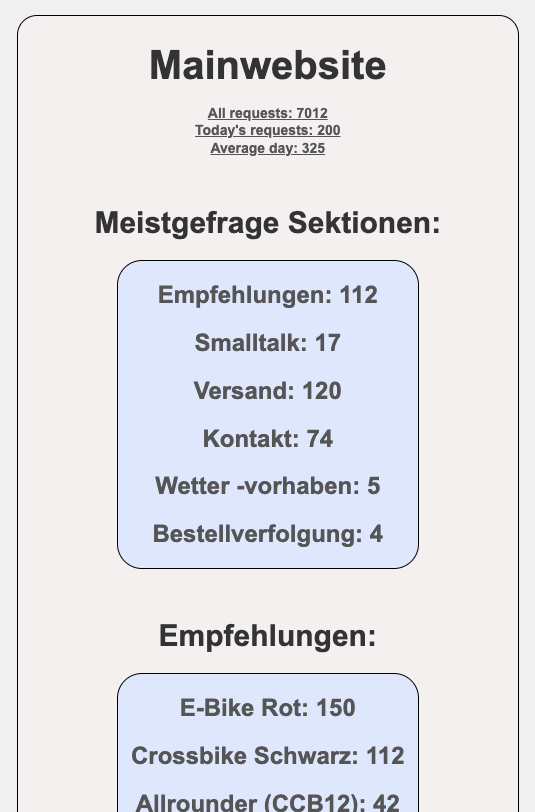 Mainwebsite
All requests: 7012
Today's requests: 200
Average day: 325
Meistgefrage Sektionen:
Empfehlungen: 112
Smalltalk: 17
Versand: 120
Kontakt: 74
Wetter -vorhaben: 5
Bestellverfolgung: 4
Empfehlungen:
E-Bike Rot: 150
Crossbike Schwarz: 112
Allrounder (CCB12): 42